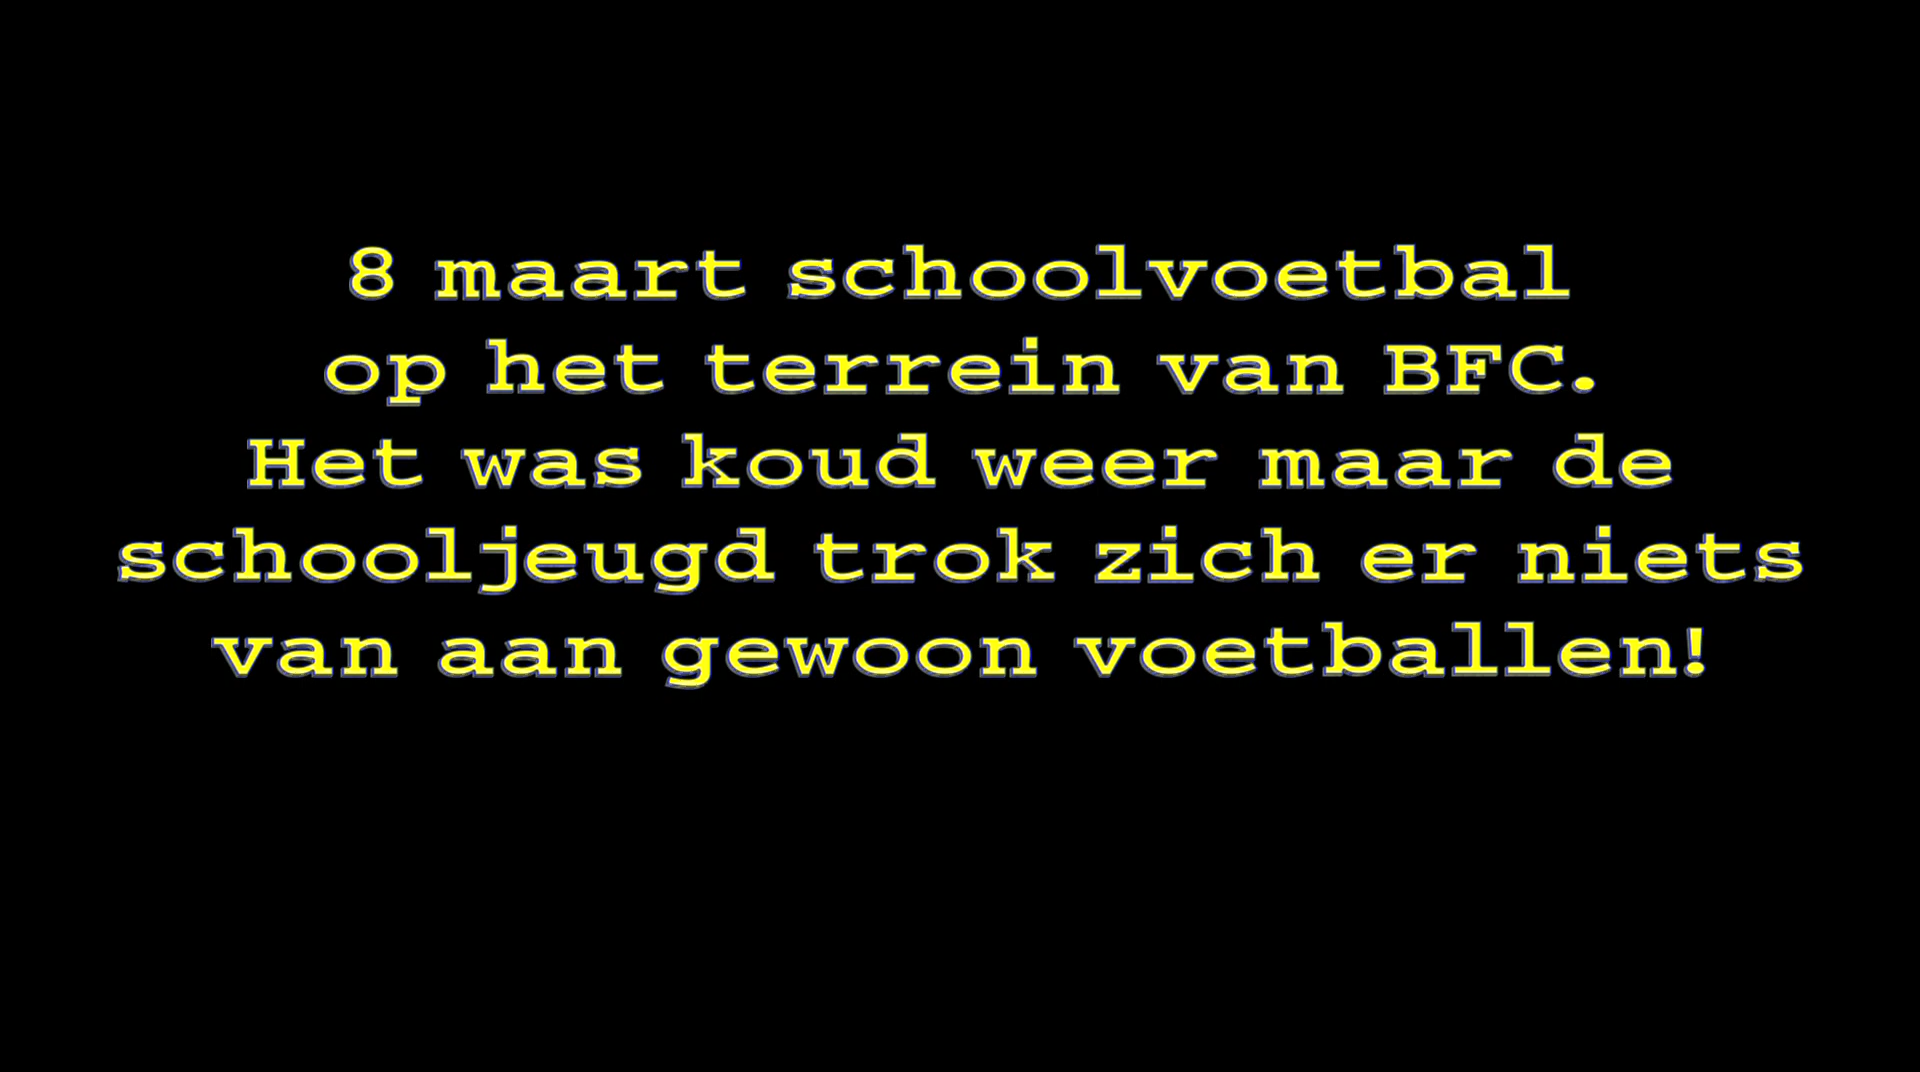 8 maart schoolvoetbal
op het terrein van BFC.
Het was koud weer maar de
schooljeugd trok zich er niets
van aan gewoon voetballen!